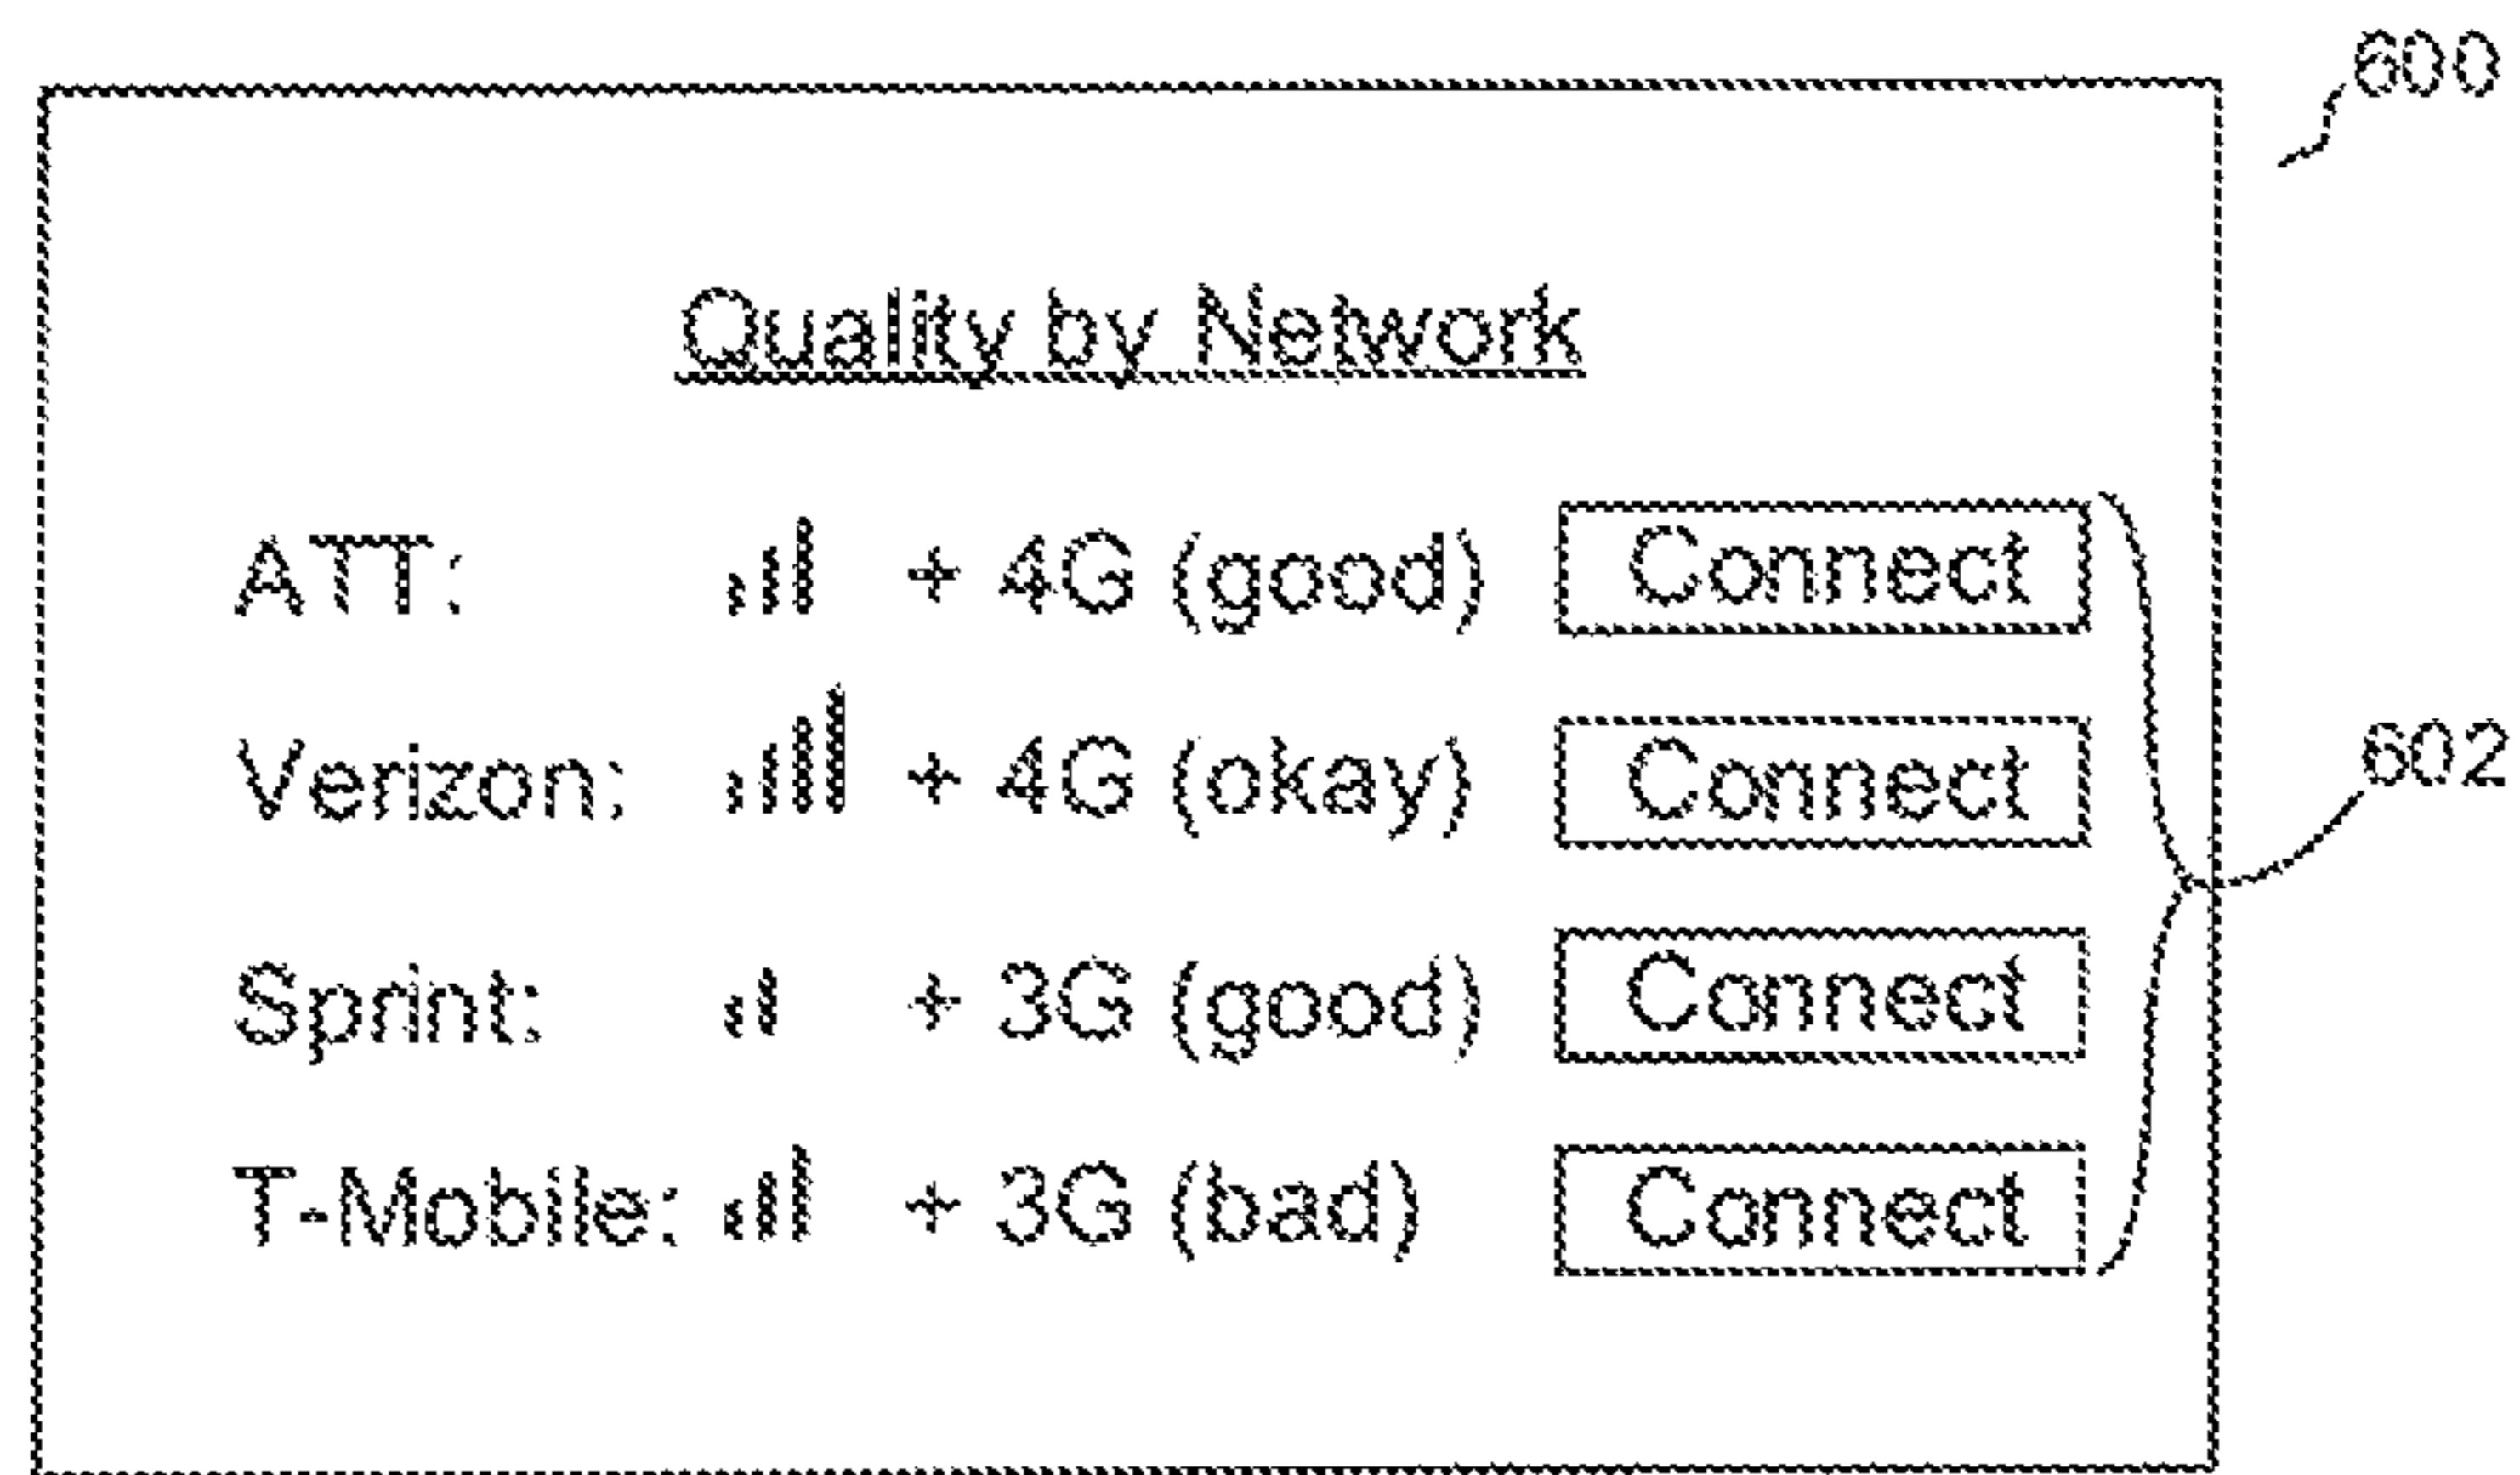 600
Quality by Network
ATT: + 4G (good) Connect
Verizon: + 4G (okay) Connect
602
Sprint: + 3G (good) Connect
T-Mobile: + 3G (bad) Connect